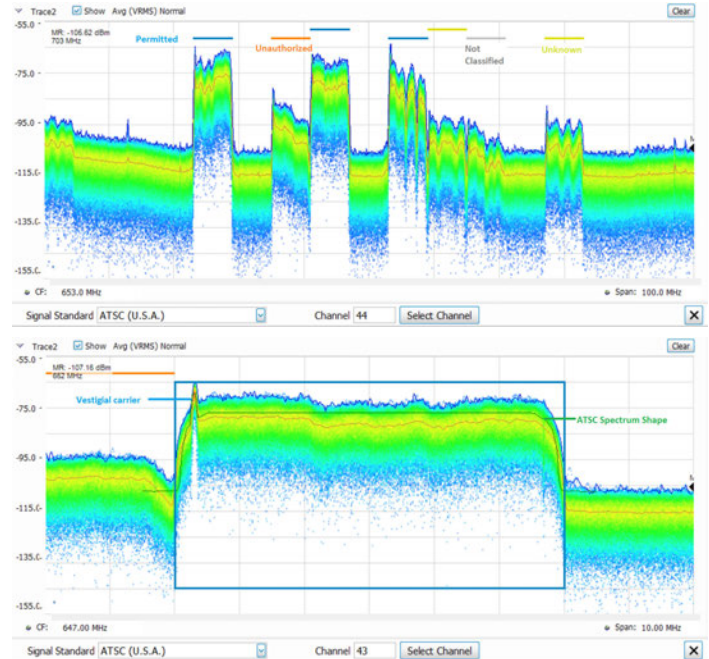 Trace2 Show Avg (VRMS) Normal Clear
-55.0
MR: -106.62 dBm
703 MHz
Permitted
Unauthorized
Not
Classified
Unknown
-75.0
-95.0
M
-115.0
-135.0
-155.0
CF: 653.0 MHz Span: 100.0 MHz
Signal Standard ATSC (U.S.A.) Channel 44 Select Channel X
Trace2 Show Avg (VRMS) Normal Clear
-55.0
MR: -107.16 dBm
662 MHz
Vestigial carrier
-75.0
ATSC Spectrum Shape
-95.0
M
-115.0
-135.0
-155.0
CF: 647.00 MHz Span: 10.00 MHz
Signal Standard ATSC (U.S.A.) Channel 43 Select Channel X